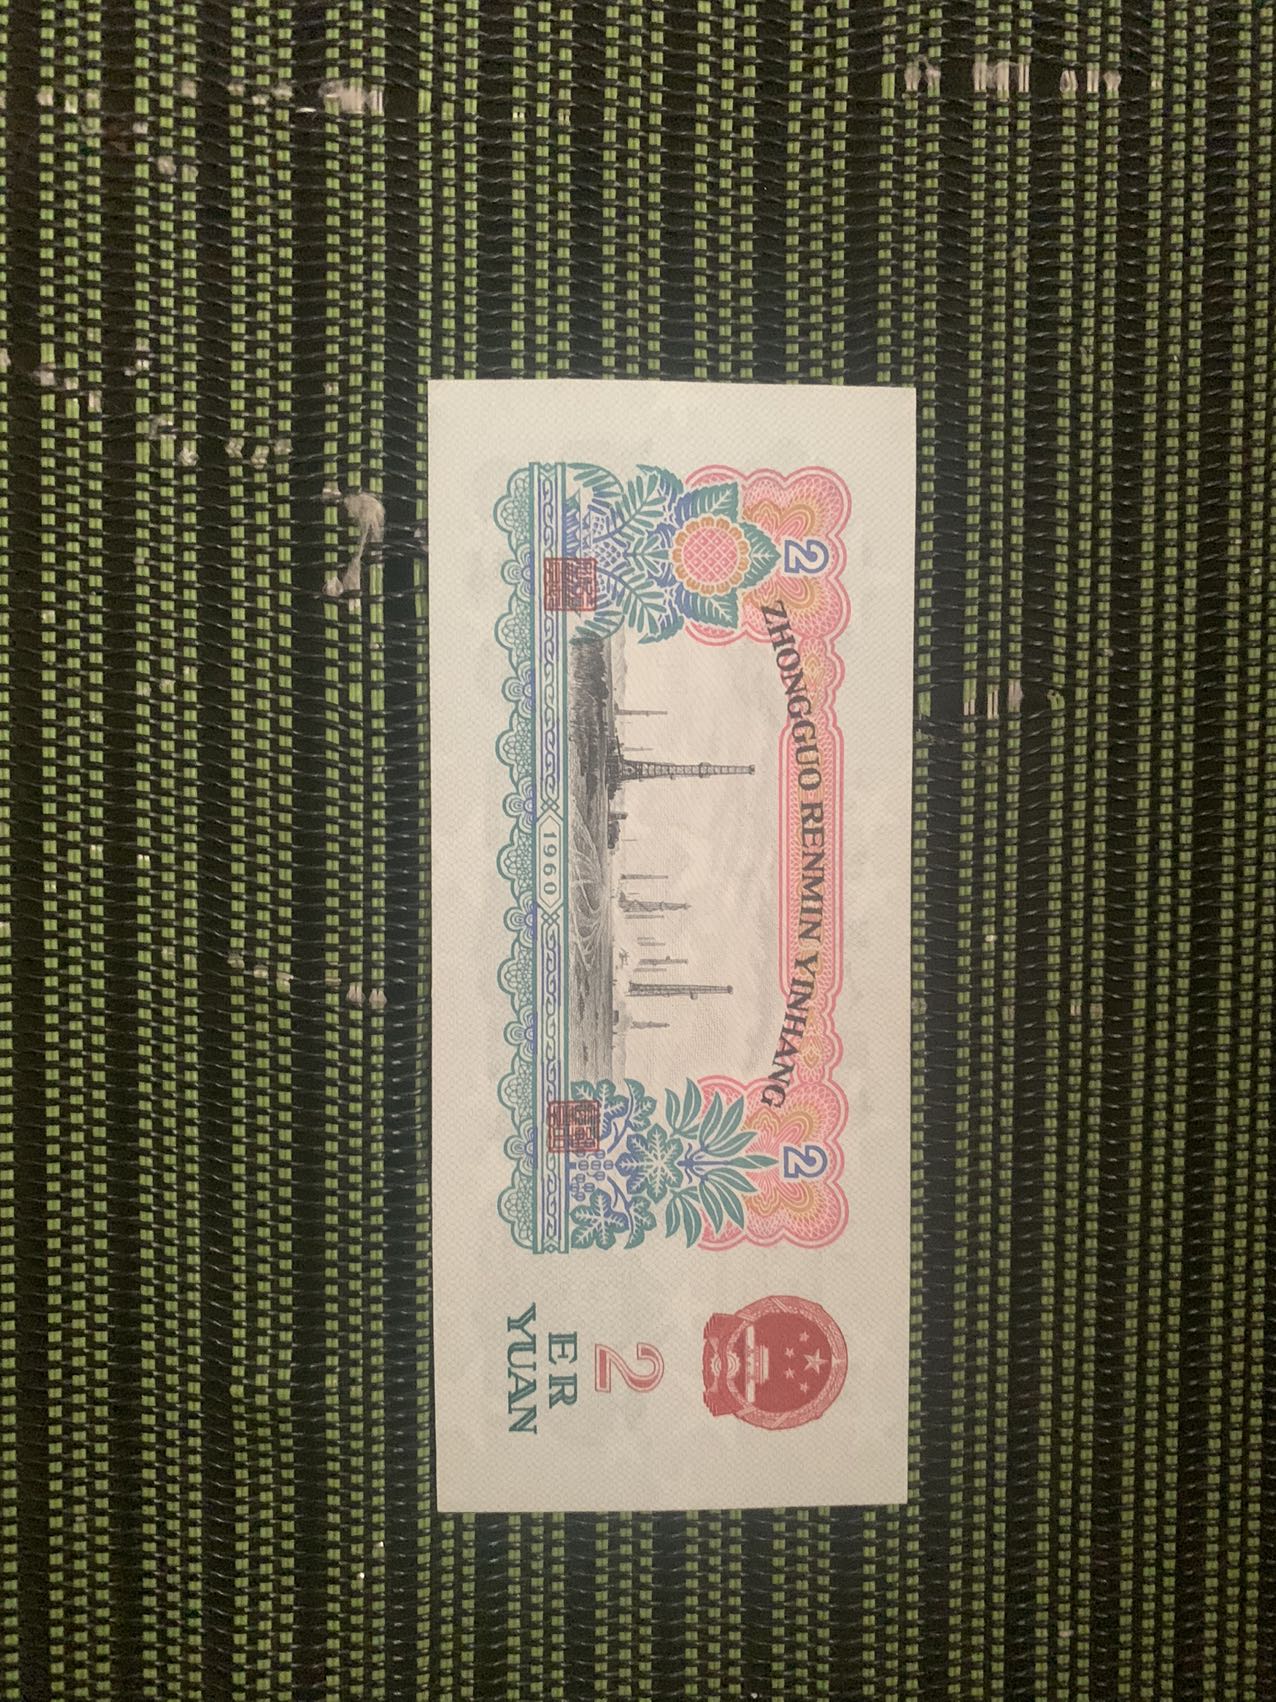 ZHONGGUO RENMIN YINHANG
2
2
1960
2
ER
YUAN